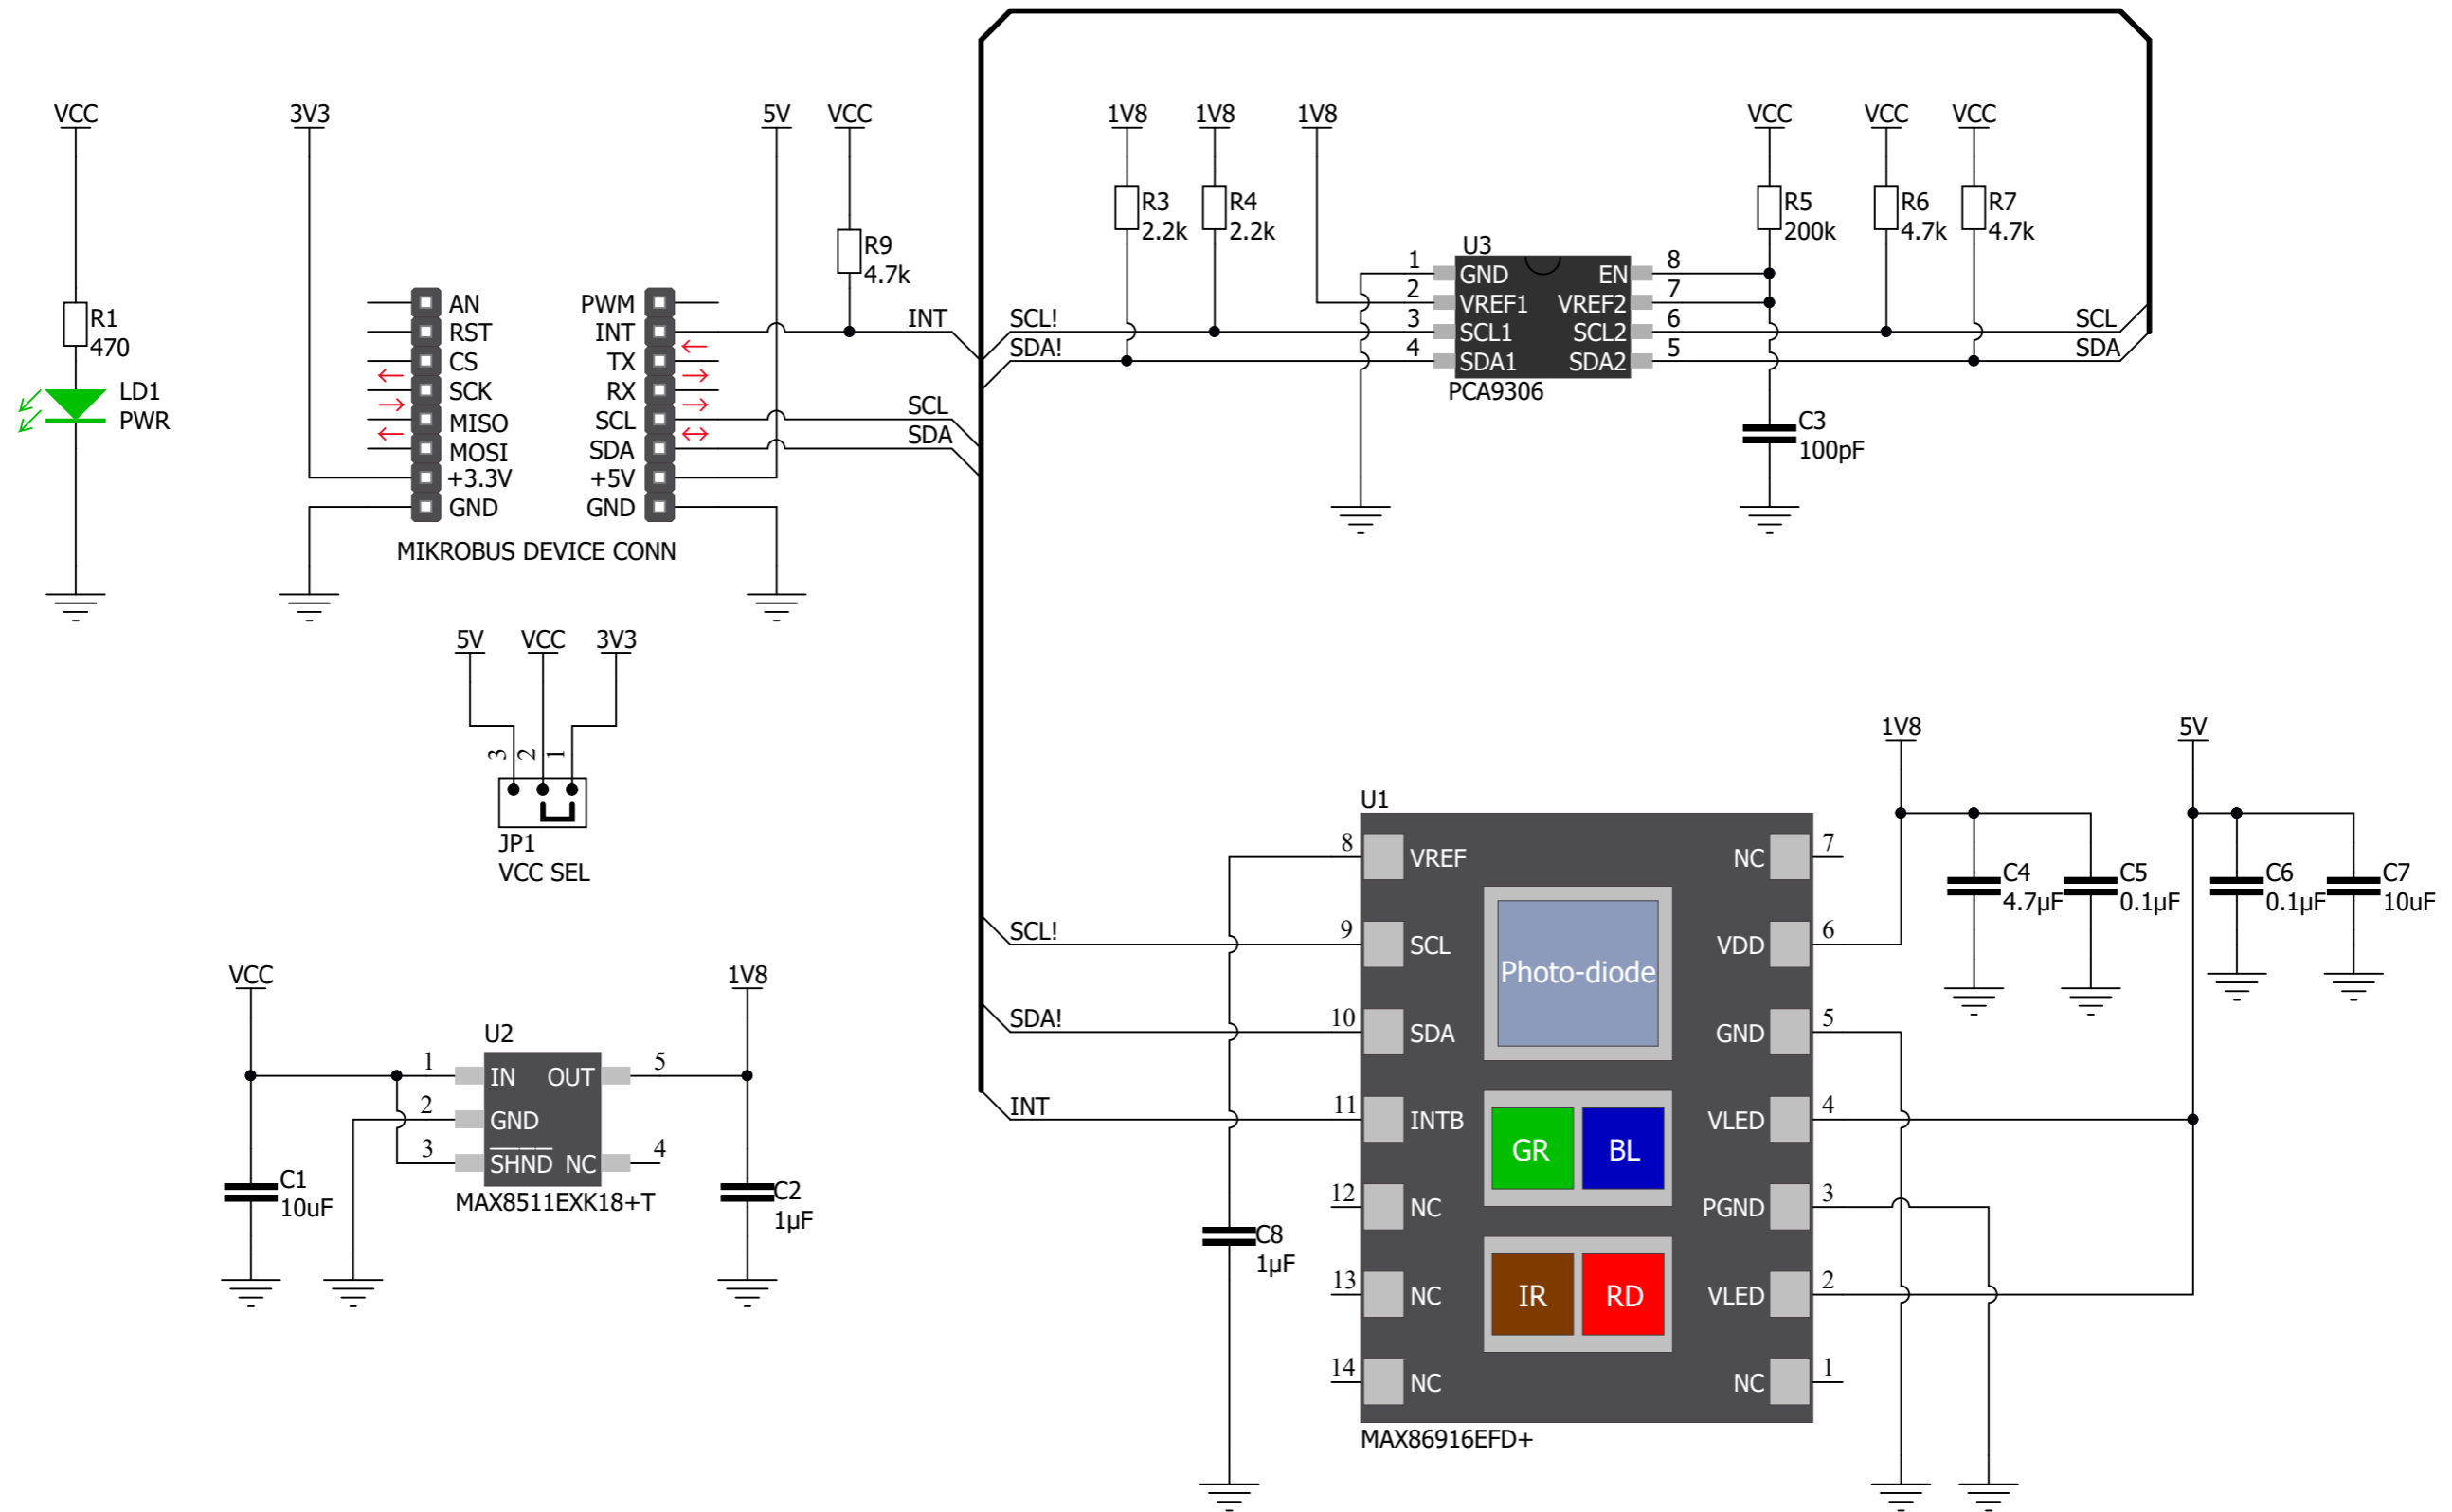 VCC
R1
470
LD1
PWR
3V3
5V
VCC
R9
4.7k
AN
RST
CS
SCK
MISO
MOSI
+3.3V
GND
PWM
INT
TX
RX
SCL
SDA
+5V
GND
MIKROBUS DEVICE CONN
INT
SCL
SDA
1V8
1V8
1V8
R3
2.2k
R4
2.2k
SCL!
SDA!
U3
1
2
3
4
GND
VREF1
SCL1
SDA1
EN
VREF2
SCL2
SDA2
8
7
6
5
PCA9306
VCC
VCC
VCC
R5
200k
R6
4.7k
R7
4.7k
SCL
SDA
C3
100pF
5V
VCC
3V3
3
2
1
JP1
VCC SEL
VCC
1V8
U2
1
2
3
IN
GND
SHND
OUT
NC
5
4
MAX8511EXK18+T
C1
10uF
C2
1µF
SCL!
SDA!
INT
U1
8
9
10
11
12
13
14
VREF
SCL
SDA
INTB
NC
NC
NC
Photo-diode
GR
BL
IR
RD
NC
VDD
GND
VLED
PGND
VLED
NC
7
6
5
4
3
2
1
MAX86916EFD+
C8
1µF
1V8
5V
C4
4.7µF
C5
0.1µF
C6
0.1µF
C7
10uF